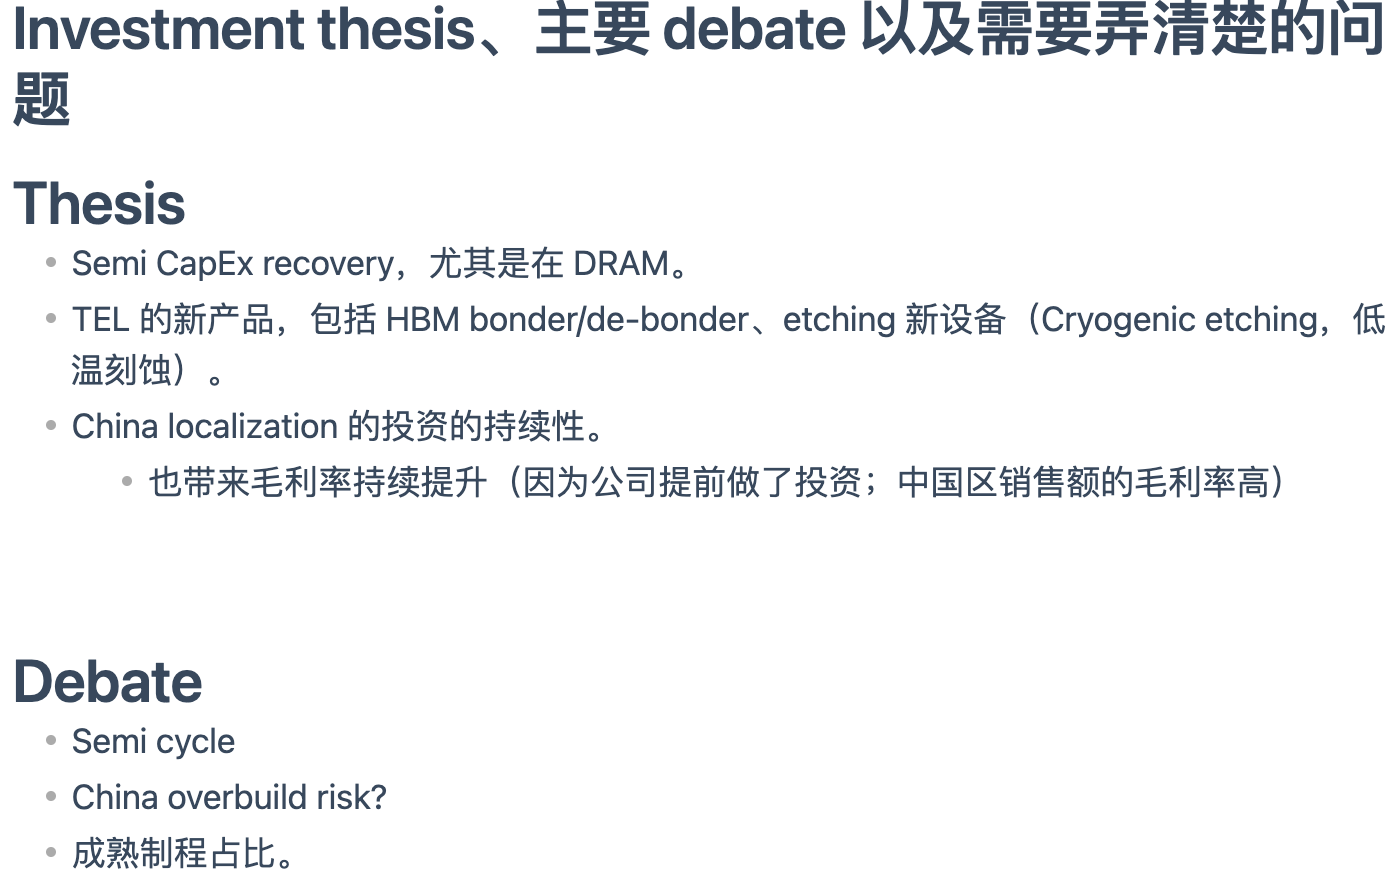 Investment thesis、主要 debate 以及需要弄清楚的问
题
Thesis
Semi CapEx recovery，尤其是在 DRAM。
TEL 的新产品，包括 HBM bonder/de-bonder、etching 新设备（Cryogenic etching，低
温刻蚀）。
China localization 的投资的持续性。
也带来毛利率持续提升（因为公司提前做了投资；中国区销售额的毛利率高）
Debate
Semi cycle
China overbuild risk?
成熟制程占比。